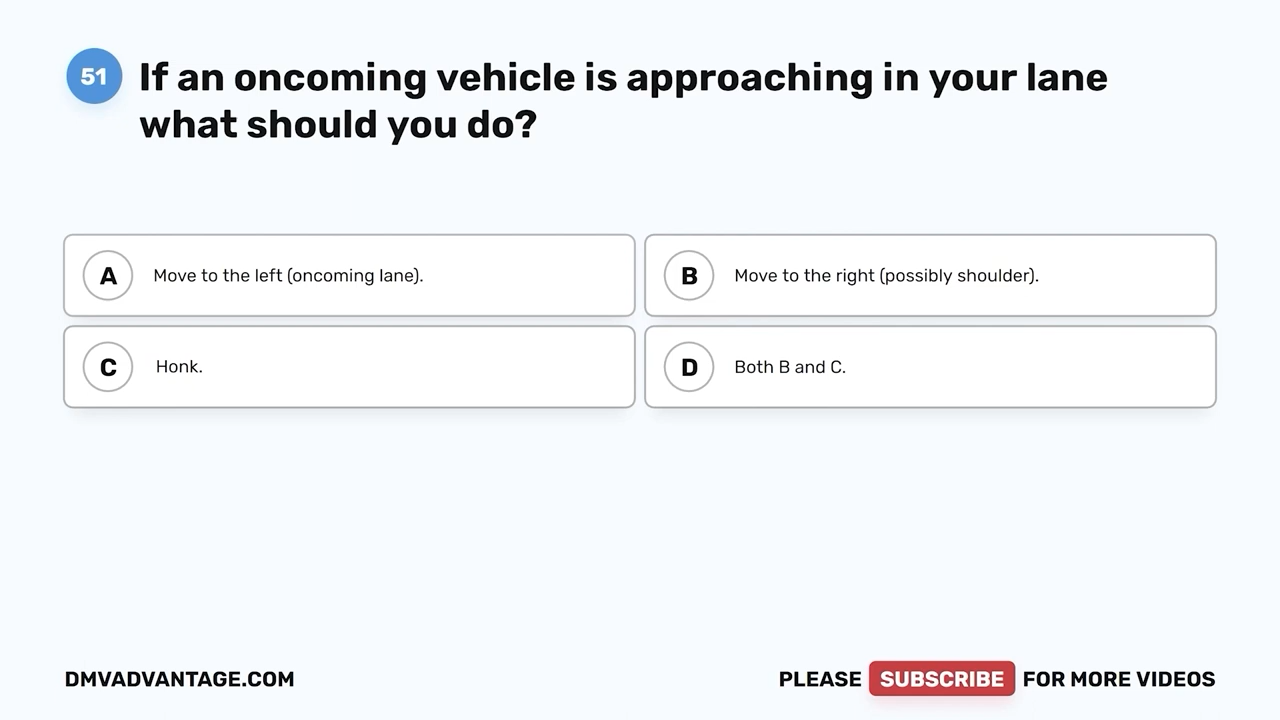 51
If an oncoming vehicle is approaching in your lane
what should you do?
A Move to the left (oncoming lane).
B Move to the right (possibly shoulder).
C Honk.
D Both B and C.
DMVADVANTAGE.COM
PLEASE SUBSCRIBE FOR MORE VIDEOS